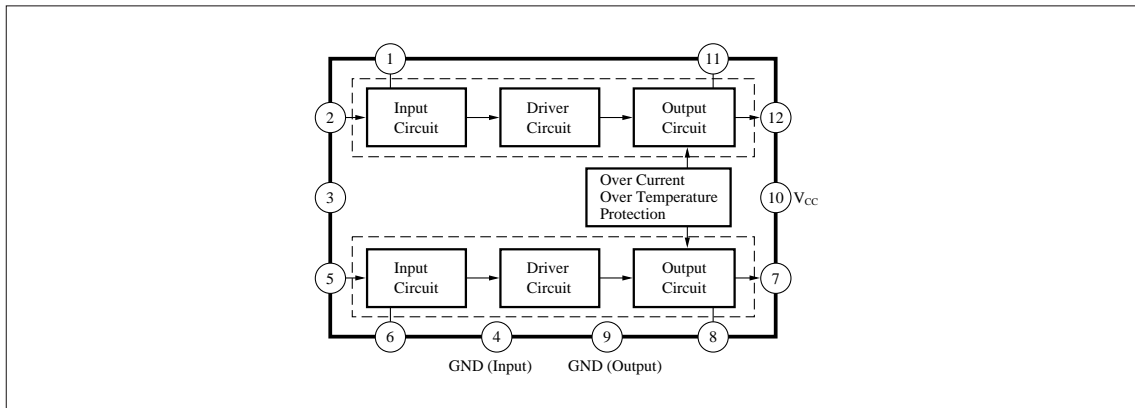 1
11
2
Input
Circuit
Driver
Circuit
Output
Circuit
12
3
Over Current
Over Temperature
Protection
10
VCC
5
Input
Circuit
Driver
Circuit
Output
Circuit
7
6
4
9
8
GND (Input)
GND (Output)